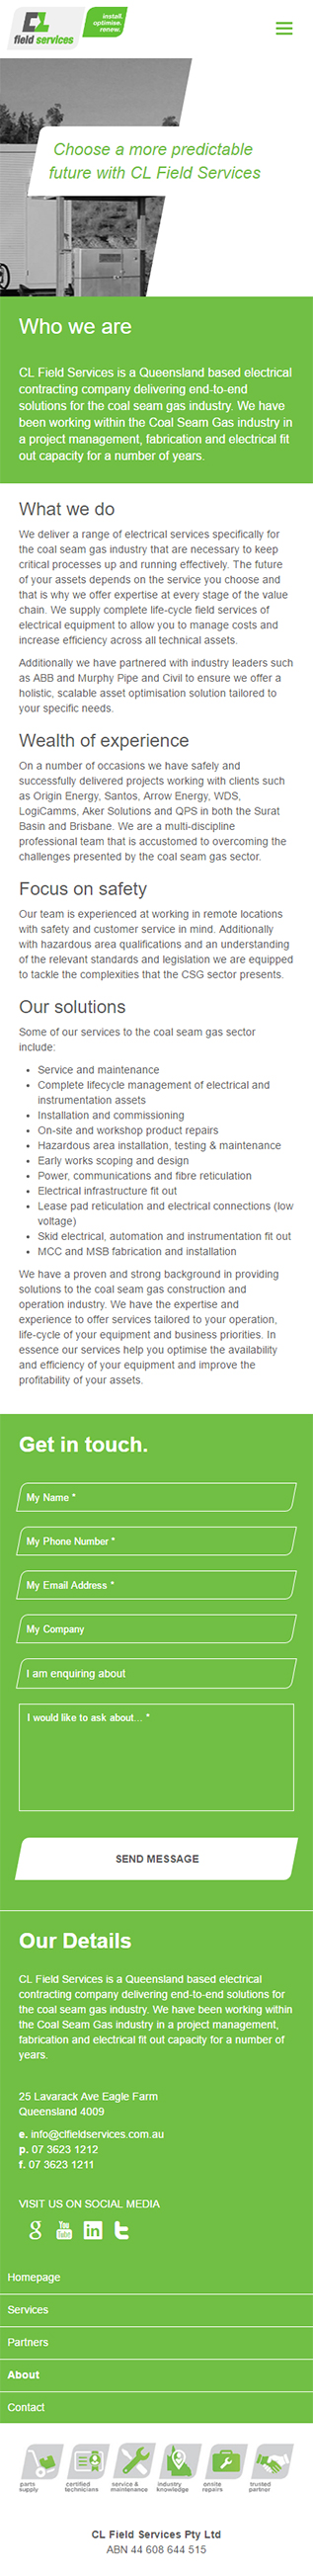 CL
field services
install.
optimise.
renew.
Choose a more predictable
future with CL Field Services
Who we are
CL Field Services is a Queensland based electrical
contracting company delivering end-to-end
solutions for the coal seam gas industry. We have
been working within the Coal Seam Gas industry in
a project management, fabrication and electrical fit
out capacity for a number of years.
What we do
We deliver a range of electrical services specifically for
the coal seam gas industry that are necessary to keep
critical processes up and running effectively. The future
of your assets depends on the service you choose and
that is why we offer expertise at every stage of the value
chain. We supply complete life-cycle field services of
electrical equipment to allow you to manage costs and
increase efficiency across all technical assets.
Additionally we have partnered with industry leaders such
as ABB and Murphy Pipe and Civil to ensure we offer a
holistic, scalable asset optimisation solution tailored to
your specific needs.
Wealth of experience
On a number of occasions we have safely and
successfully delivered projects working with clients such
as Origin Energy, Santos, Arrow Energy, WDS,
LogiCamms, Aker Solutions and QPS in both the Surat
Basin and Brisbane. We are a multi-discipline
professional team that is accustomed to overcoming the
challenges presented by the coal seam gas sector.
Focus on safety
Our team is experienced at working in remote locations
with safety and customer service in mind. Additionally
with hazardous area qualifications and an understanding
of the relevant standards and legislation we are equipped
to tackle the complexities that the CSG sector presents.
Our solutions
Some of our services to the coal seam gas sector
include:
• Service and maintenance
• Complete lifecycle management of electrical and
instrumentation assets
• Installation and commissioning
• On-site and workshop product repairs
• Hazardous area installation, testing & maintenance
• Early works scoping and design
• Power, communications and fibre reticulation
• Electrical infrastructure fit out
• Lease pad reticulation and electrical connections (low
voltage)
• Skid electrical, automation and instrumentation fit out
• MCC and MSB fabrication and installation
We have a proven and strong background in providing
solutions to the coal seam gas construction and
operation industry. We have the expertise and
experience to offer services tailored to your operation,
life-cycle of your equipment and business priorities. In
essence our services help you optimise the availability
and efficiency of your equipment and improve the
profitability of your assets.
Get in touch.
My Name *
My Phone Number *
My Email Address *
My Company
I am enquiring about
I would like to ask about... *
SEND MESSAGE
Our Details
CL Field Services is a Queensland based electrical
contracting company delivering end-to-end solutions for
the coal seam gas industry. We have been working within
the Coal Seam Gas industry in a project management,
fabrication and electrical fit out capacity for a number of
years.
25 Lavarack Ave Eagle Farm
Queensland 4009
e. info@clfieldservices.com.au
p. 07 3623 1212
f. 07 3623 1211
VISIT US ON SOCIAL MEDIA
You Tube
Homepage
Services
Partners
About
Contact
parts supply
certified technicians
service & maintenance
industry knowledge
onsite repairs
trusted partner
CL Field Services Pty Ltd
ABN 44 608 644 515